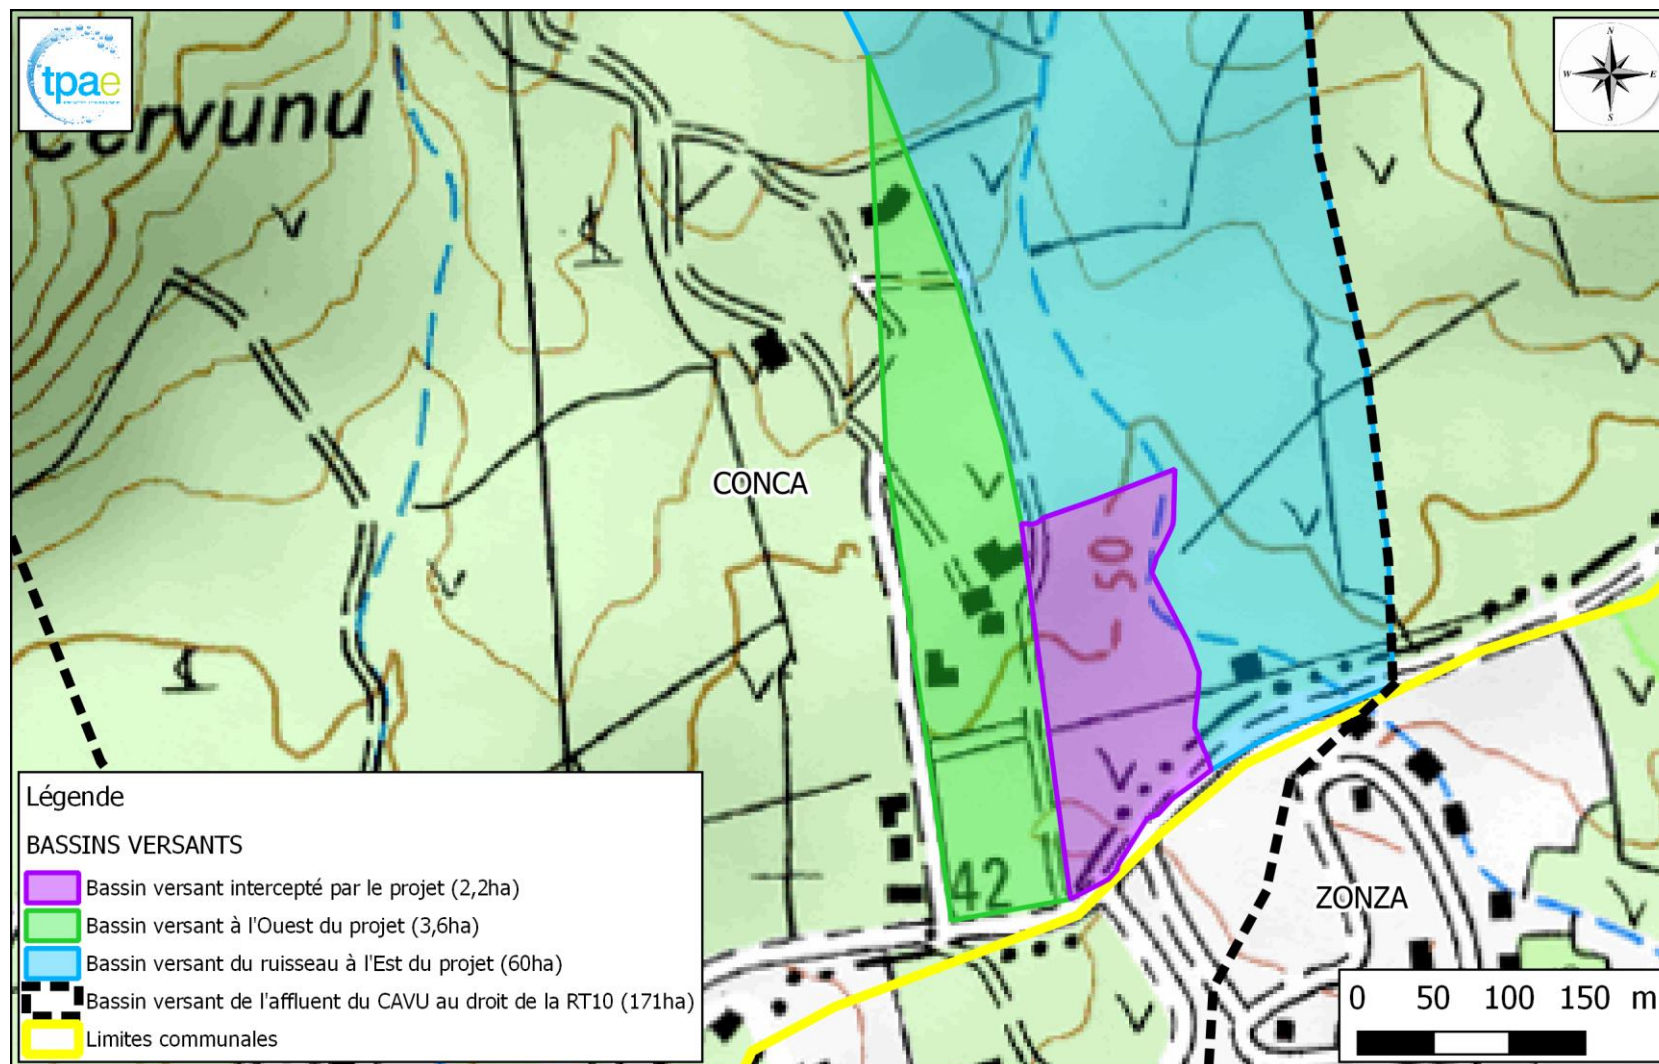 tpae
N
W
E
S
Cervunu
CONCA
50
42
ZONZA
Légende
BASSINS VERSANTS
Bassin versant intercepté par le projet (2,2ha)
Bassin versant à l'Ouest du projet (3,6ha)
Bassin versant du ruisseau à l'Est du projet (60ha)
Bassin versant de l'affluent du CAVU au droit de la RT10 (171ha)
Limites communales
0 50 100 150 m